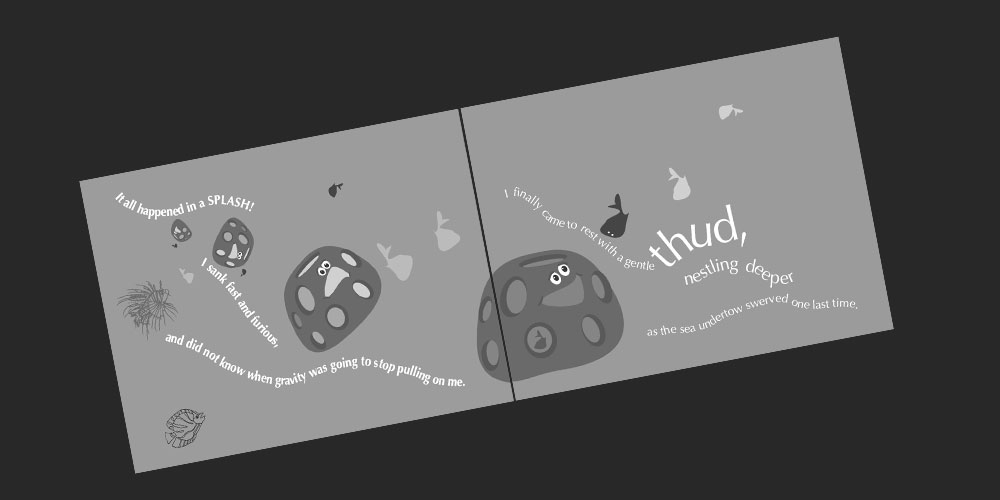 It all happened in a SPLASH!
I sank fast and furious,
and did not know when gravity was going to stop pulling on me.
I finally came to rest with a gentle
thud,
nestling deeper
as the sea undertow swerved one last time.